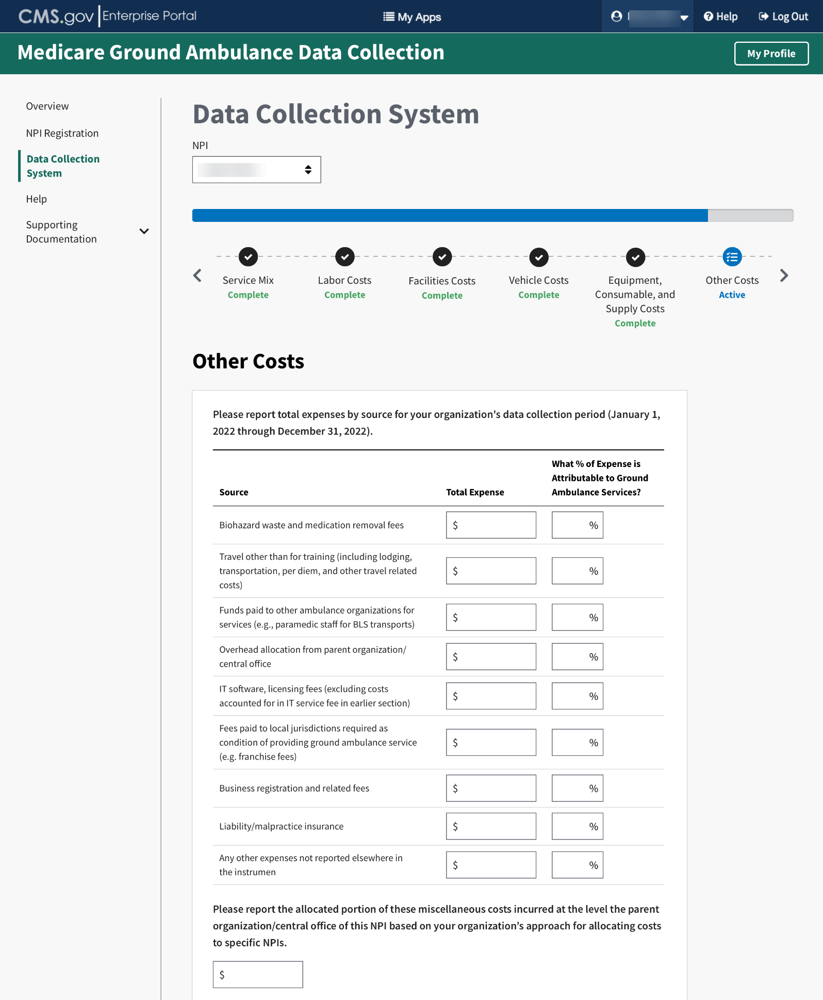 CMS.gov Enterprise Portal
My Apps
Help
Log Out
Medicare Ground Ambulance Data Collection
My Profile
Overview
NPI Registration
Data Collection
System
Help
Supporting
Documentation
Data Collection System
NPI
Service Mix
Complete
Labor Costs
Complete
Facilities Costs
Complete
Vehicle Costs
Complete
Equipment,
Consumable, and
Supply Costs
Complete
Other Costs
Active
Other Costs
Please report total expenses by source for your organization's data collection period (January 1,
2022 through December 31, 2022).
Source
Total Expense
What % of Expense is
Attributable to Ground
Ambulance Services?
Biohazard waste and medication removal fees
$
%
Travel other than for training (including lodging,
transportation, per diem, and other travel related
costs)
$
%
Funds paid to other ambulance organizations for
services (e.g., paramedic staff for BLS transports)
$
%
Overhead allocation from parent organization/
central office
$
%
IT software, licensing fees (excluding costs
accounted for in IT service fee in earlier section)
$
%
Fees paid to local jurisdictions required as
condition of providing ground ambulance service
(e.g. franchise fees)
$
%
Business registration and related fees
$
%
Liability/malpractice insurance
$
%
Any other expenses not reported elsewhere in
the instrumen
$
%
Please report the allocated portion of these miscellaneous costs incurred at the level the parent
organization/central office of this NPI based on your organization’s approach for allocating costs
to specific NPIs.
$